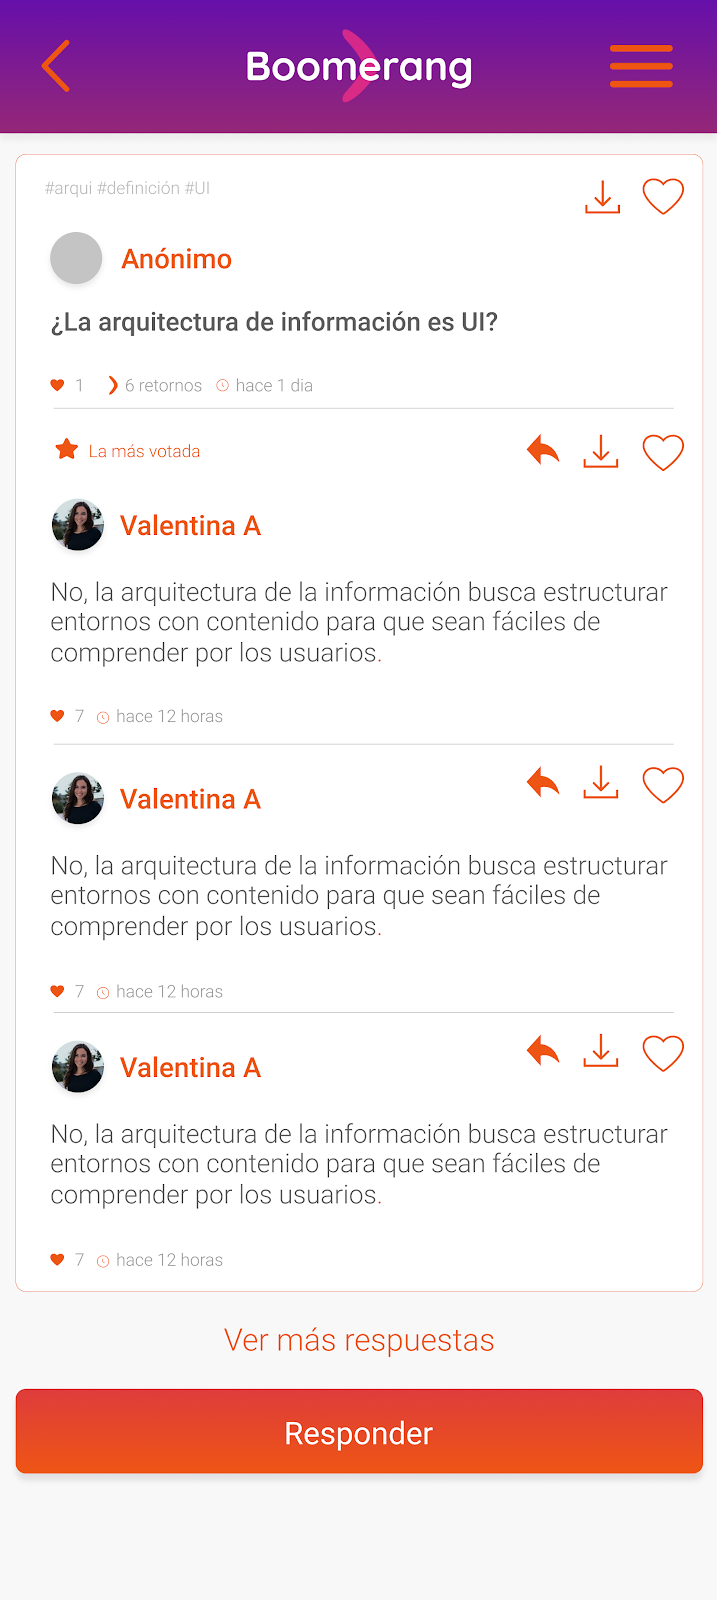 Boomerang
#arqui #definición #UI
Anónimo
¿La arquitectura de información es UI?
1 6 retornos hace 1 dia
La más votada
Valentina A
No, la arquitectura de la información busca estructurar
entornos con contenido para que sean fáciles de
comprender por los usuarios.
7 hace 12 horas
Valentina A
No, la arquitectura de la información busca estructurar
entornos con contenido para que sean fáciles de
comprender por los usuarios.
7 hace 12 horas
Valentina A
No, la arquitectura de la información busca estructurar
entornos con contenido para que sean fáciles de
comprender por los usuarios.
7 hace 12 horas
Ver más respuestas
Responder